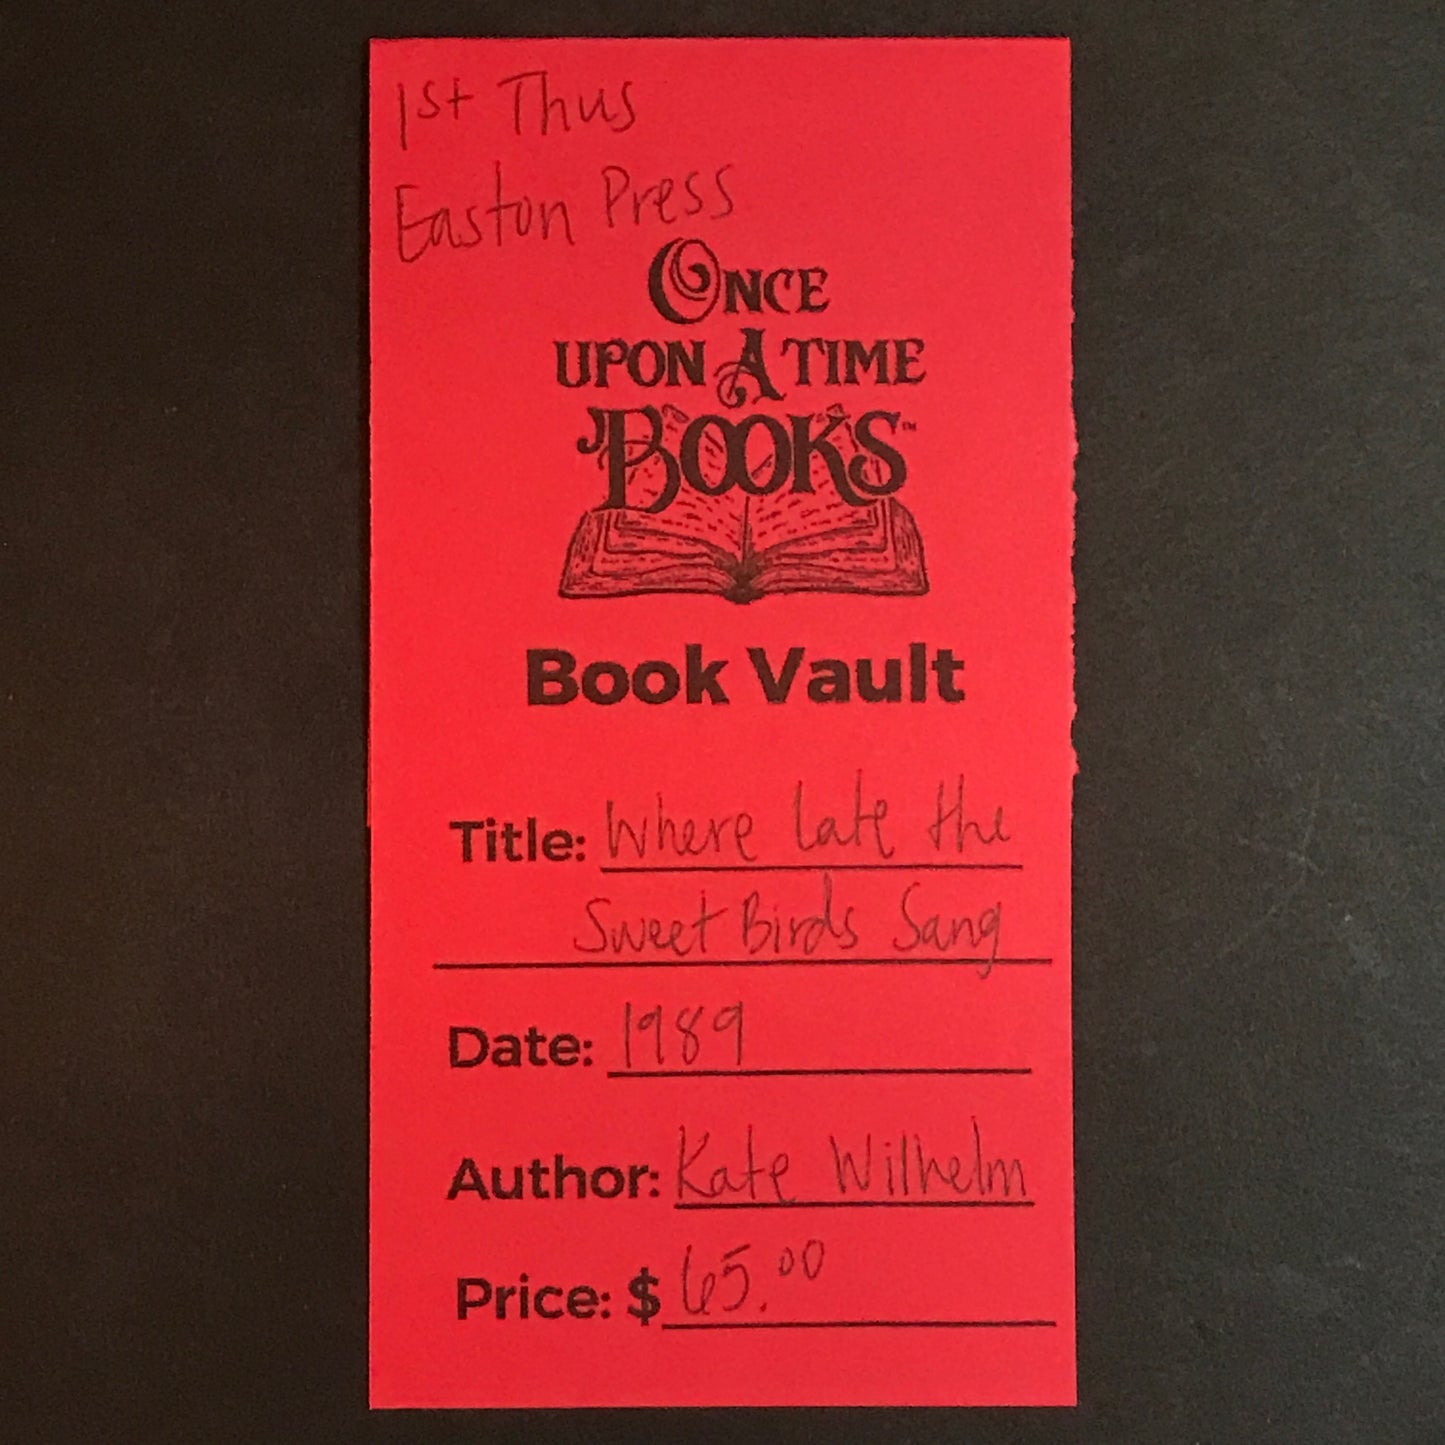 1st Thus
Easton Press
ONCE
UPON A TIME
BOOKS™
Book Vault
Title: Where Late the
Sweet Birds Sang
Date: 1989
Author: Kate Wilhelm
Price: $ 65.00